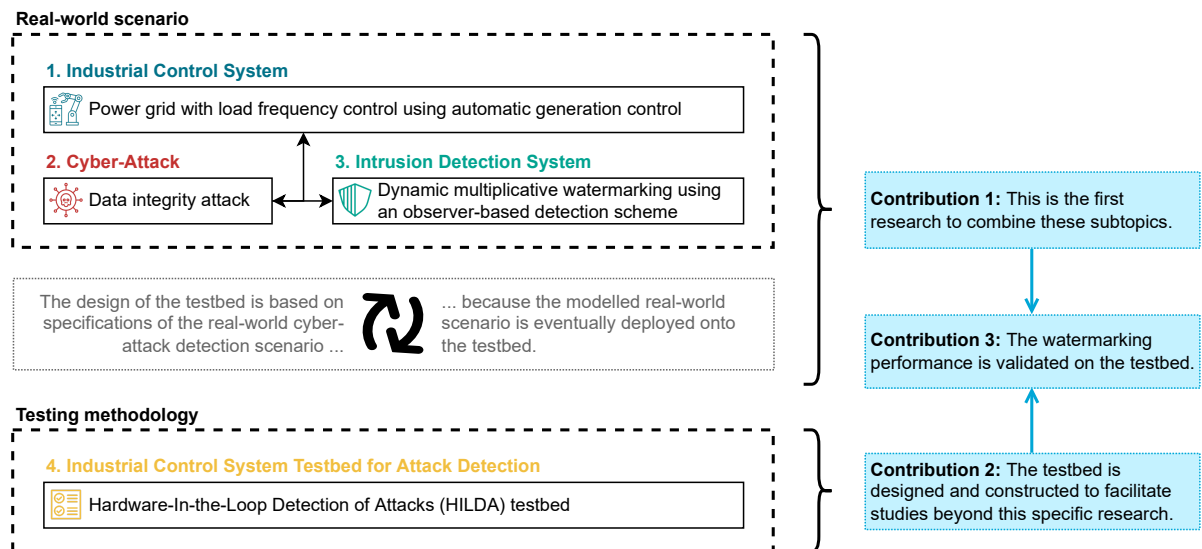 Real-world scenario
1. Industrial Control System
Power grid with load frequency control using automatic generation control
2. Cyber-Attack
Data integrity attack
3. Intrusion Detection System
Dynamic multiplicative watermarking using
an observer-based detection scheme
The design of the testbed is based on
specifications of the real-world cyber-
attack detection scenario ...
... because the modelled real-world
scenario is eventually deployed onto
the testbed.
Testing methodology
4. Industrial Control System Testbed for Attack Detection
Hardware-In-the-Loop Detection of Attacks (HILDA) testbed
Contribution 1: This is the first
research to combine these subtopics.
Contribution 3: The watermarking
performance is validated on the testbed.
Contribution 2: The testbed is
designed and constructed to facilitate
studies beyond this specific research.